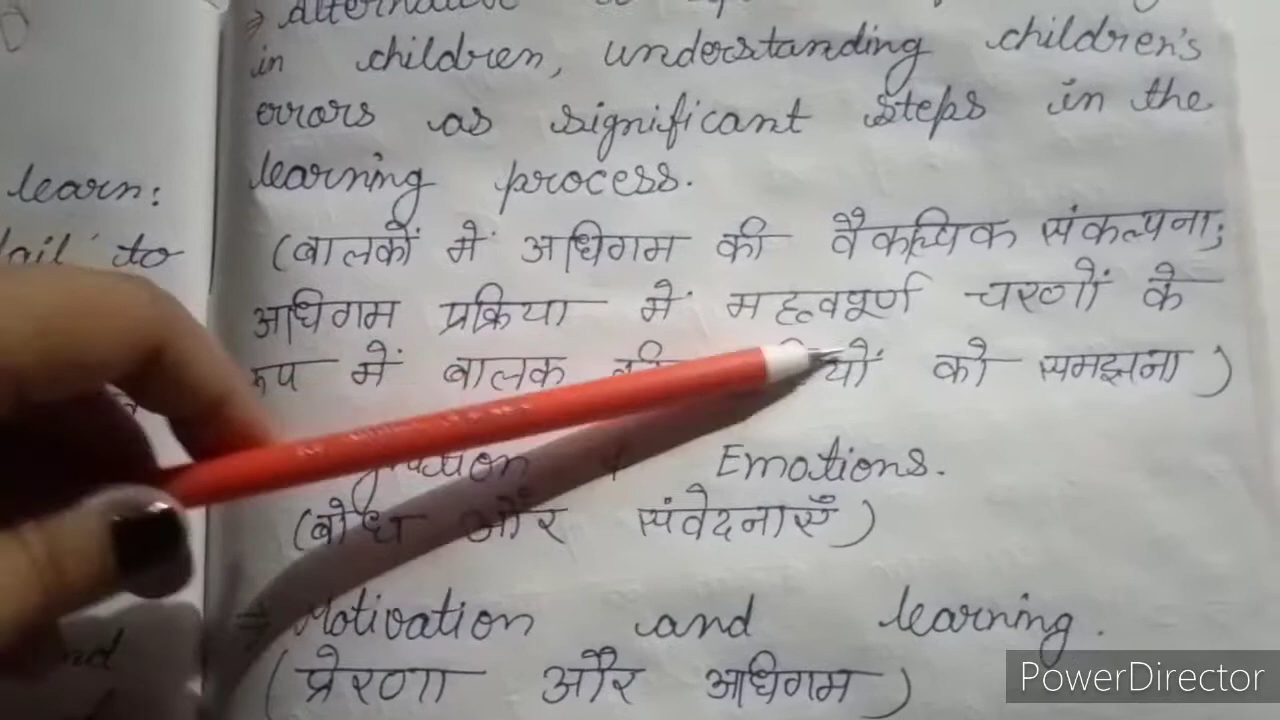 learn:
to
in children, understanding children's
errors as significant steps in the
learning process.
(बालकों में अधिगम की वैकल्पिक संकल्पना;
अधिगम प्रक्रिया में महत्वपूर्ण चरणों के
रूप में बालक को समझना)
Emotions.
(बोध और संवेदनाएँ)
⇒ Motivation and learning.
(प्रेरणा और अधिगम)
PowerDirector